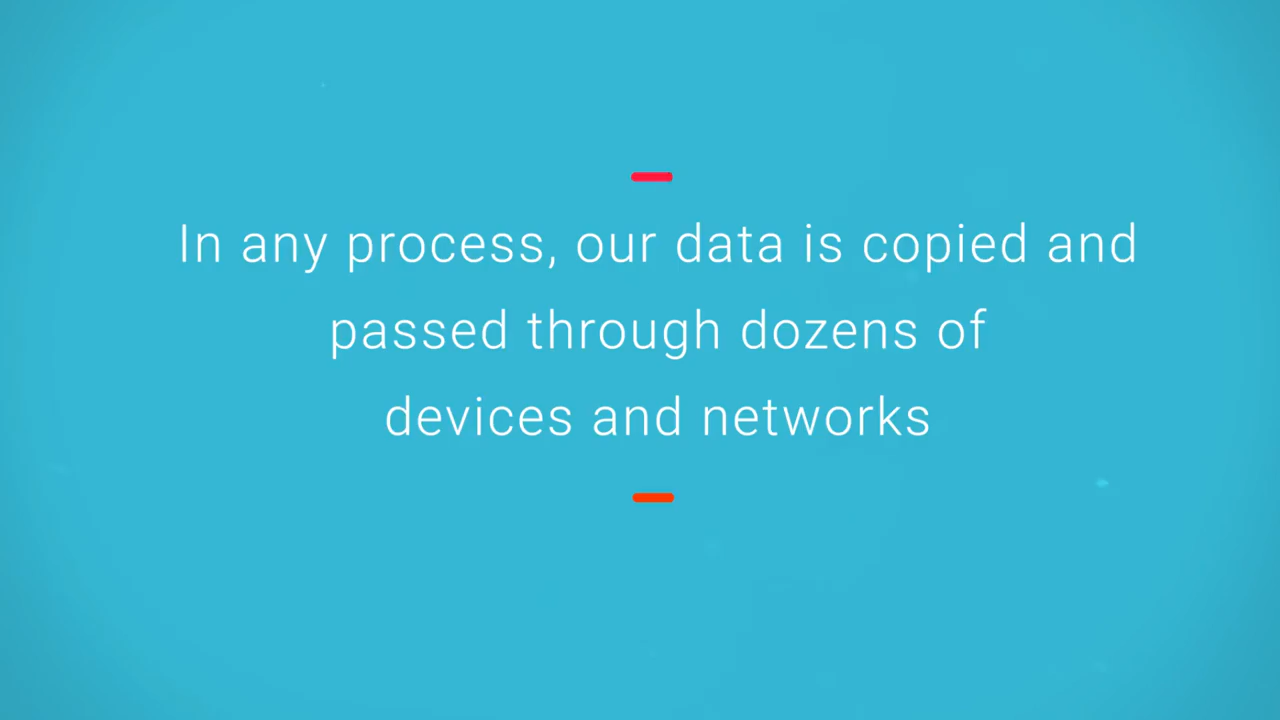 In any process, our data is copied and
passed through dozens of
devices and networks